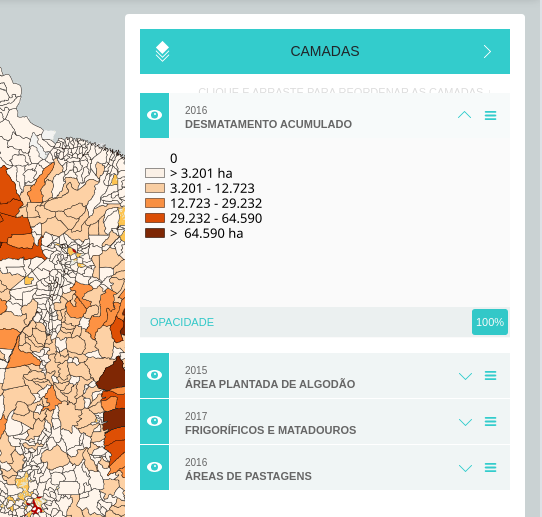 CAMADAS
CLIQUE E ARRASTE PARA REORDENAR AS CAMADAS
2016
DESMATAMENTO ACUMULADO
0
> 3.201 ha
3.201 - 12.723
12.723 - 29.232
29.232 - 64.590
> 64.590 ha
OPACIDADE
100%
2015
ÁREA PLANTADA DE ALGODÃO
2017
FRIGORÍFICOS E MATADOUROS
2016
ÁREAS DE PASTAGENS